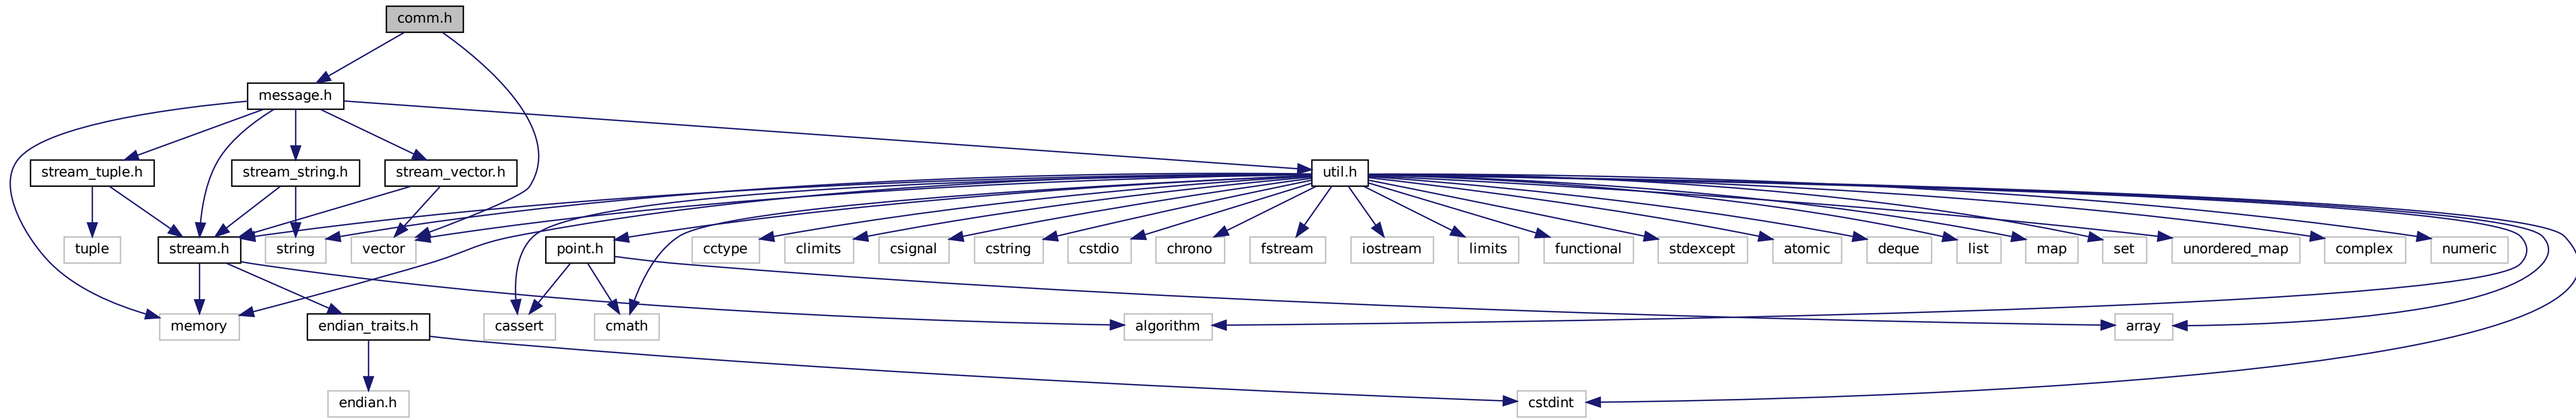 comm.h
message.h
stream_tuple.h
stream_string.h
stream_vector.h
util.h
tuple
stream.h
string
vector
point.h
cctype
climits
csignal
cstring
cstdio
chrono
fstream
iostream
limits
functional
stdexcept
atomic
deque
list
map
set
unordered_map
complex
numeric
memory
endian_traits.h
cassert
cmath
algorithm
array
endian.h
cstdint